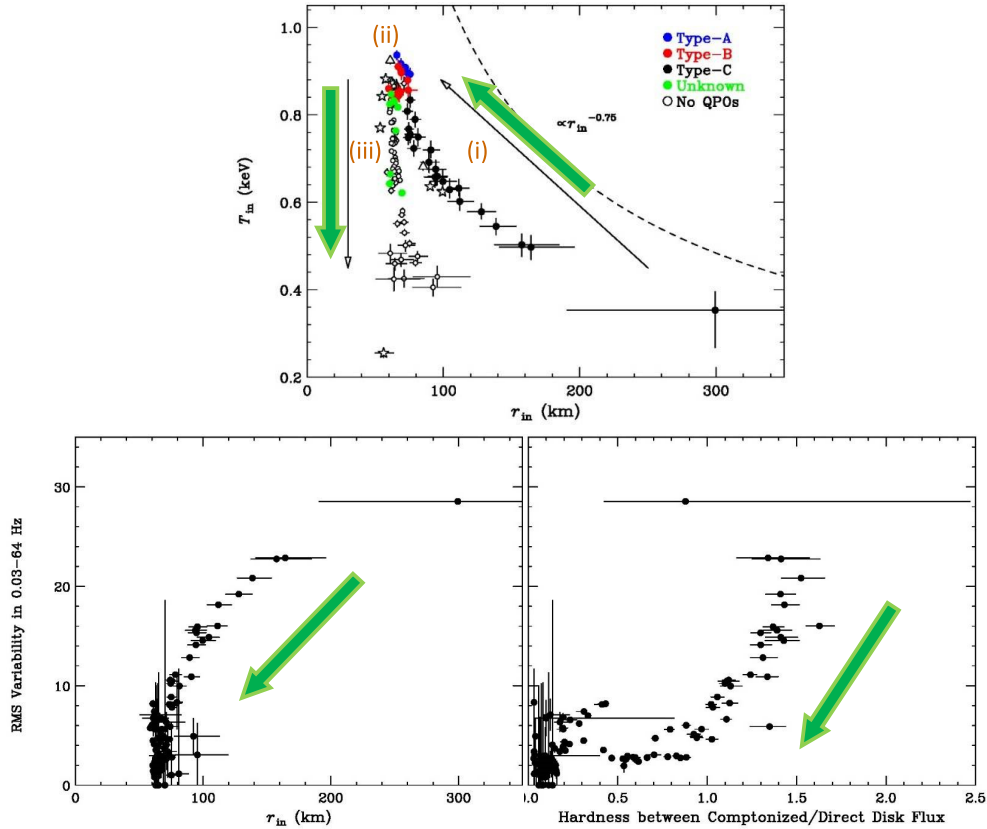 1.0
0.8
0.6
0.4
0.2
T_in (keV)
(ii)
(iii)
(i)
Type-A
Type-B
Type-C
Unknown
No QPOs
∝r_in^-0.75
0 100 200 300
r_in (km)
RMS Variability in 0.03-64 Hz
30
20
10
0
0 100 200 300
r_in (km)
.0 0.5 1.0 1.5 2.0 2.5
Hardness between Comptonized/Direct Disk Flux